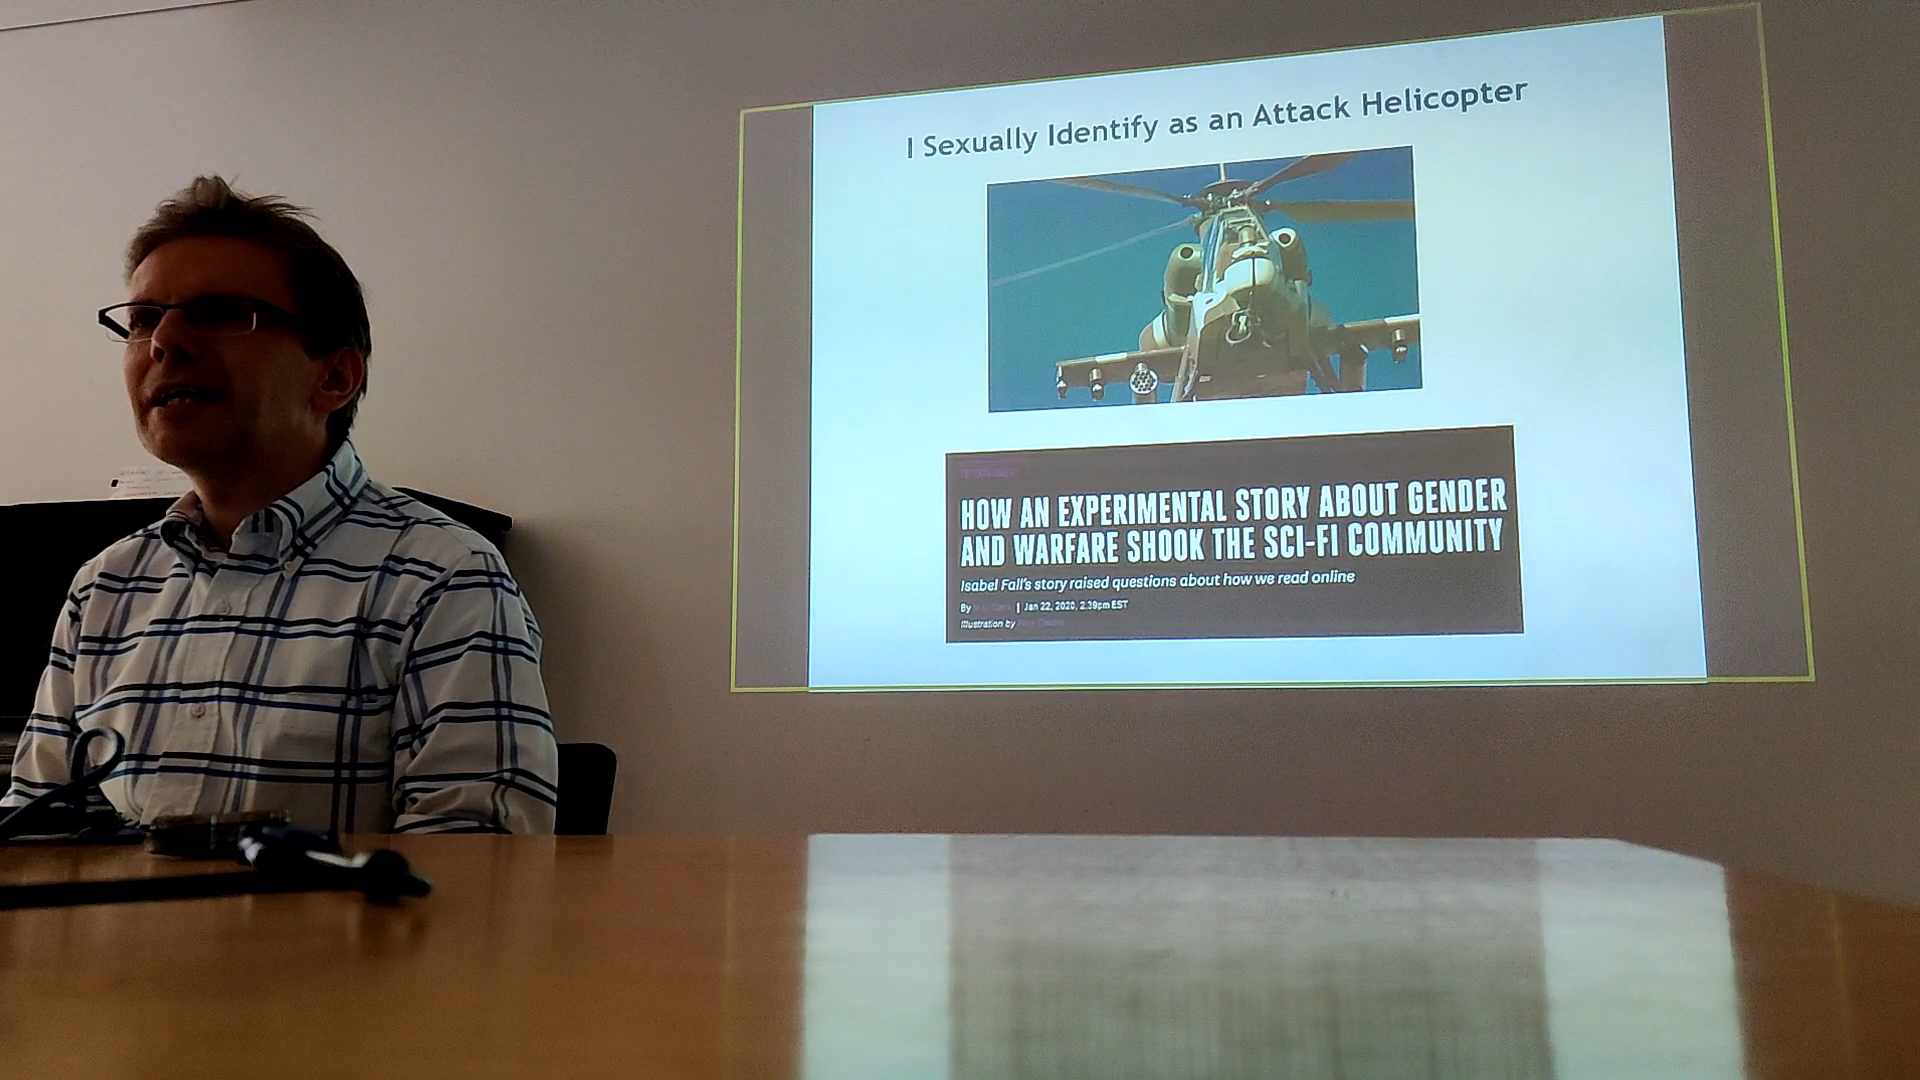 I Sexually Identify as an Attack Helicopter
HOW AN EXPERIMENTAL STORY ABOUT GENDER
AND WARFARE SHOOK THE SCI-FI COMMUNITY
Isabel Fall's story raised questions about how we read online
By | Jan 22, 2020, 2:39pm EST
Illustration by